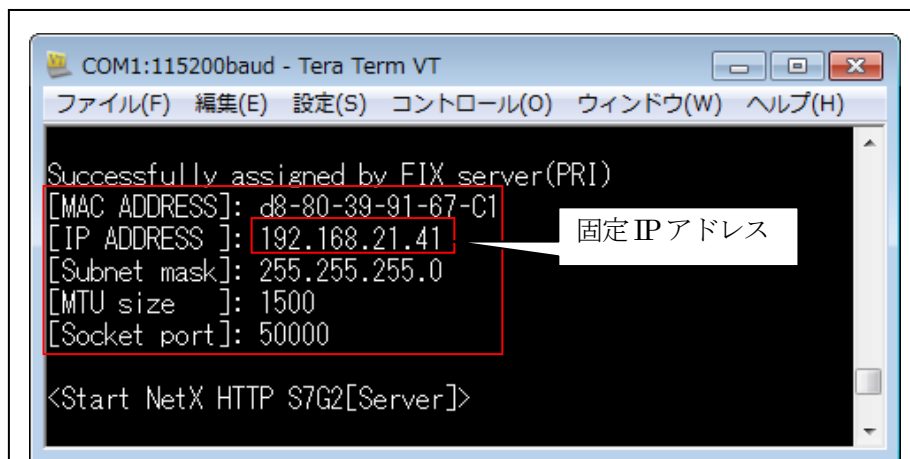 COM1:115200baud - Tera Term VT
ファイル(F) 編集(E) 設定(S) コントロール(O) ウィンドウ(W) ヘルプ(H)
Successfully assigned by FIX server(PRI)
[MAC ADDRESS]: d8-80-39-91-67-C1
[IP ADDRESS ]: 192.168.21.41
固定IPアドレス
[Subnet mask]: 255.255.255.0
[MTU size   ]: 1500
[Socket port]: 50000
<Start NetX HTTP S7G2[Server]>